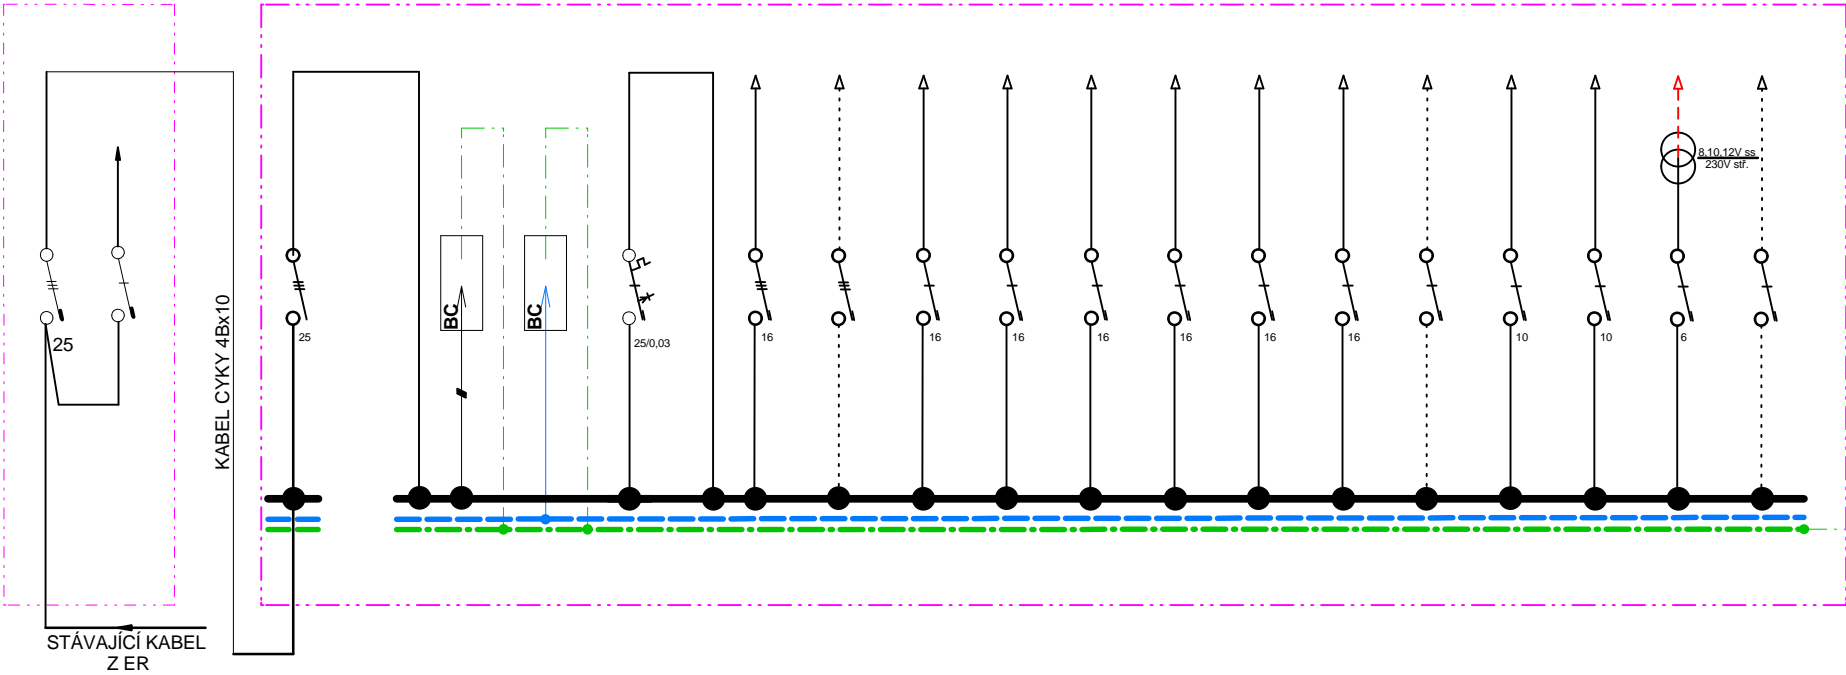 8,10,12V ss
230V stř.
BC
BC
25
25
25/0,03
16
16
16
16
16
16
16
10
10
6
KABEL CYKY 4Bx10
STÁVAJÍCÍ KABEL
Z ER